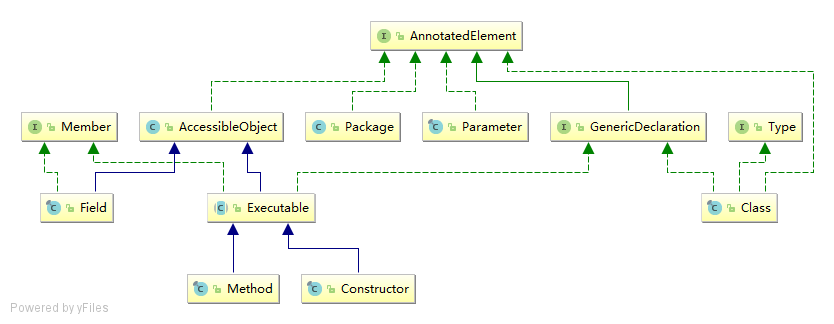 AnnotatedElement
Member
AccessibleObject
Package
Parameter
GenericDeclaration
Type
Field
Executable
Class
Method
Constructor
Powered by yFiles